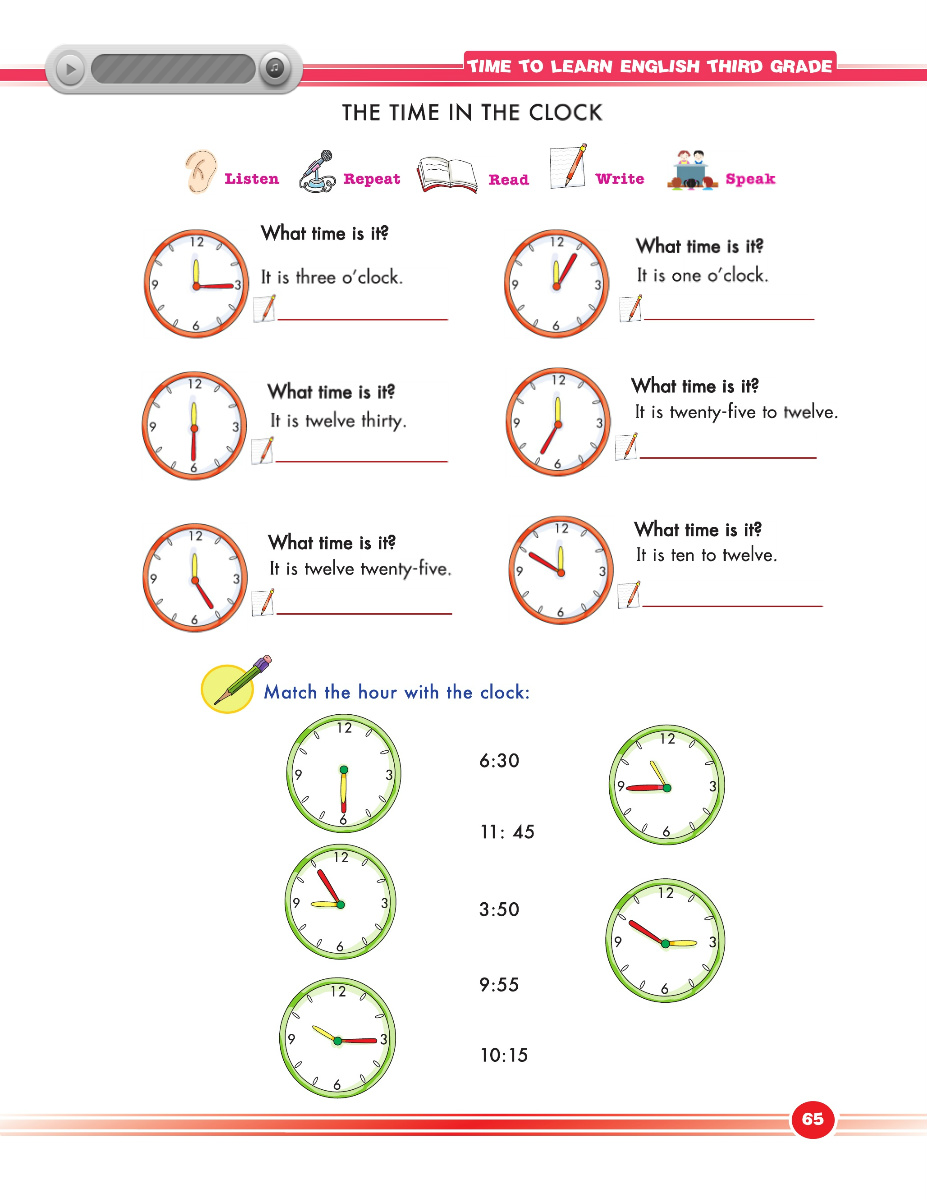 TIME TO LEARN ENGLISH THIRD GRADE
THE TIME IN THE CLOCK
Listen Repeat Read Write Speak
12
9 3
6
What time is it?
It is three o'clock.
12
9 3
6
What time is it?
It is one o'clock.
12
9 3
6
What time is it?
It is twelve thirty.
12
9 3
6
What time is it?
It is twenty-five to twelve.
12
9 3
6
What time is it?
It is twelve twenty-five.
12
9 3
6
What time is it?
It is ten to twelve.
Match the hour with the clock:
12
9 3
6
12
9 3
6
12
9 3
6
6:30
11: 45
3:50
9:55
10:15
12
9 3
6
12
9 3
6
65